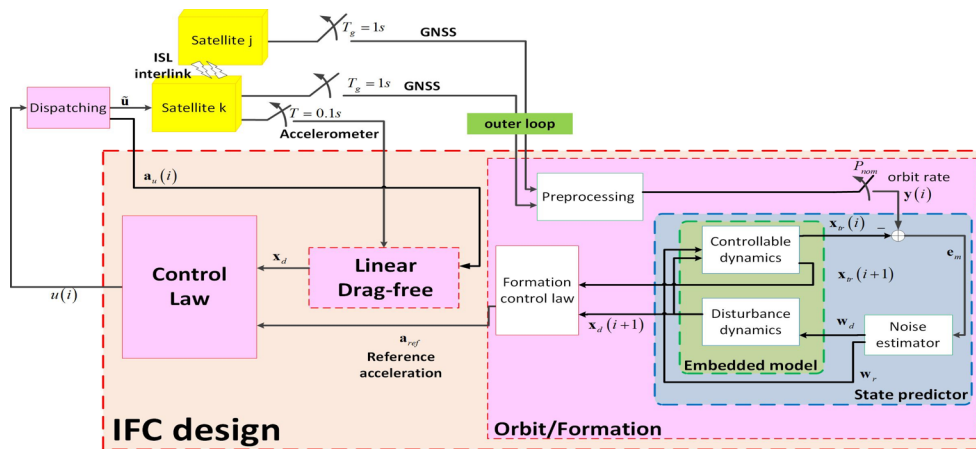 Satellite j
T_g = 1s
GNSS
ISL
interlink
T_g = 1s
GNSS
Dispatching
ũ
Satellite k
T = 0.1s
Accelerometer
outer loop
a_u(i)
Preprocessing
P_nom
orbit rate
y(i)
x_tr(i)
−
Controllable
dynamics
e_m
x_d
Linear
Drag-free
Control
Law
Formation
control law
x_tr(i+1)
u(i)
x_d(i+1)
Disturbance
dynamics
w_d
Noise
estimator
a_ref
Reference
acceleration
Embedded model
w_r
State predictor
IFC design
Orbit/Formation